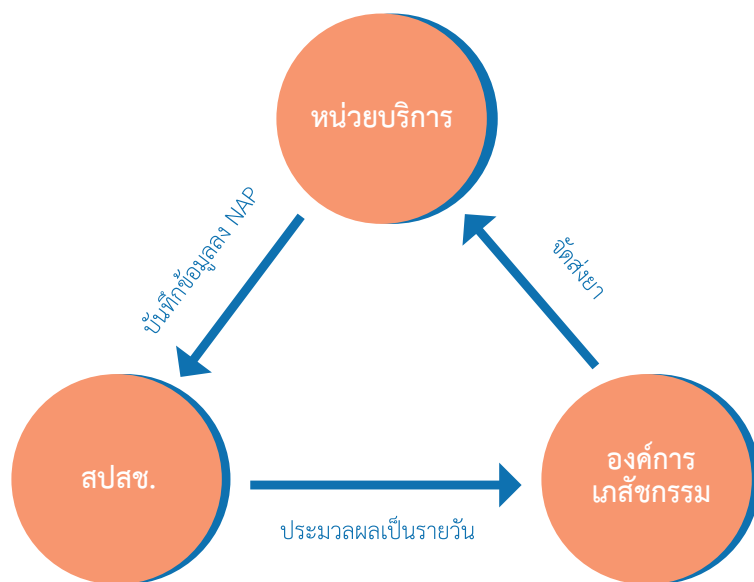 หน่วยบริการ
บันทึกข้อมูลลง NAP
จัดส่งยา
สปสช.
องค์การ
เภสัชกรรม
ประมวลผลเป็นรายวัน